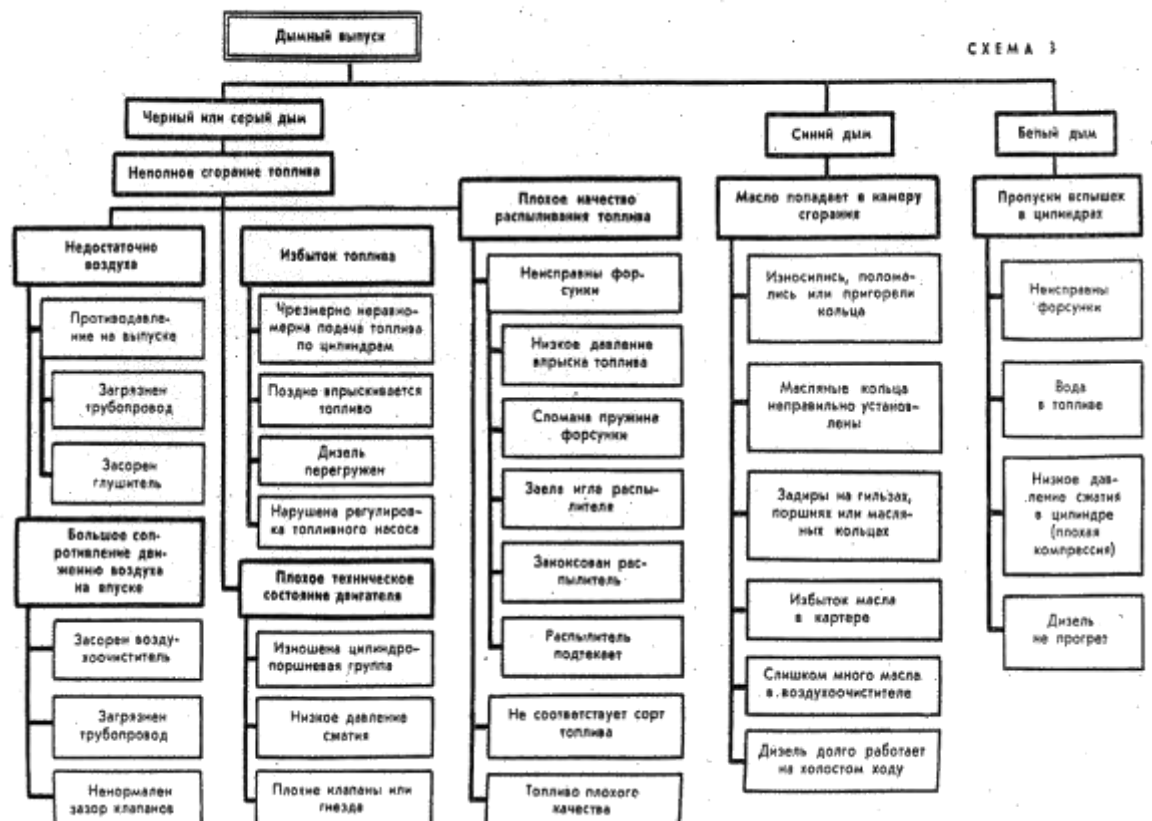 Дымный выпуск
СХЕМА 3
Черный или серый дым
Синий дым
Белый дым
Неполное сгорание топлива
Недостаточно
воздуха
Противодавле-
ние на выпуске
Загрязнен
трубопровод
Засорен
глушитель
Большое соп-
ротивление дви-
жению воздуха
на впуске
Засорен возду-
хоочиститель
Загрязнен
трубопровод
Ненормален
зазор клапанов
Избыток топлива
Чрезмерно неравно-
мерна подача топлива
по цилиндрам
Поздно впрыскивается
топливо
Дизель
перегружен
Нарушена регулиров-
ка топливного насоса
Плохое техническое
состояние двигателя
Изношена цилиндро-
поршневая группа
Низкое давление
сжатия
Плохие клапаны или
гнезда
Плохое качество
распыливания топлива
Неисправны фор-
сунки
Низкое давление
впрыска топлива
Сломана пружина
форсунки
Заела игла распы-
лителя
Закоксован рас-
пылитель
Распылитель
подтекает
Не соответствует сорт
топлива
Топливо плохого
качества
Масло попадает в камеру
сгорания
Износились, полома-
лись или пригорели
кольца
Масляные кольца
неправильно установ-
лены
Задиры на гильзах,
поршнях или масля-
ных кольцах
Избыток масла
в картере
Слишком много масла
в воздухоочистителе
Дизель долго работает
на холостом ходу
Пропуски вспышек
в цилиндрах
Неисправны
форсунки
Вода
в топливе
Низкое дав-
ление сжатия
в цилиндре
(плохая
компрессия)
Дизель
не прогрет